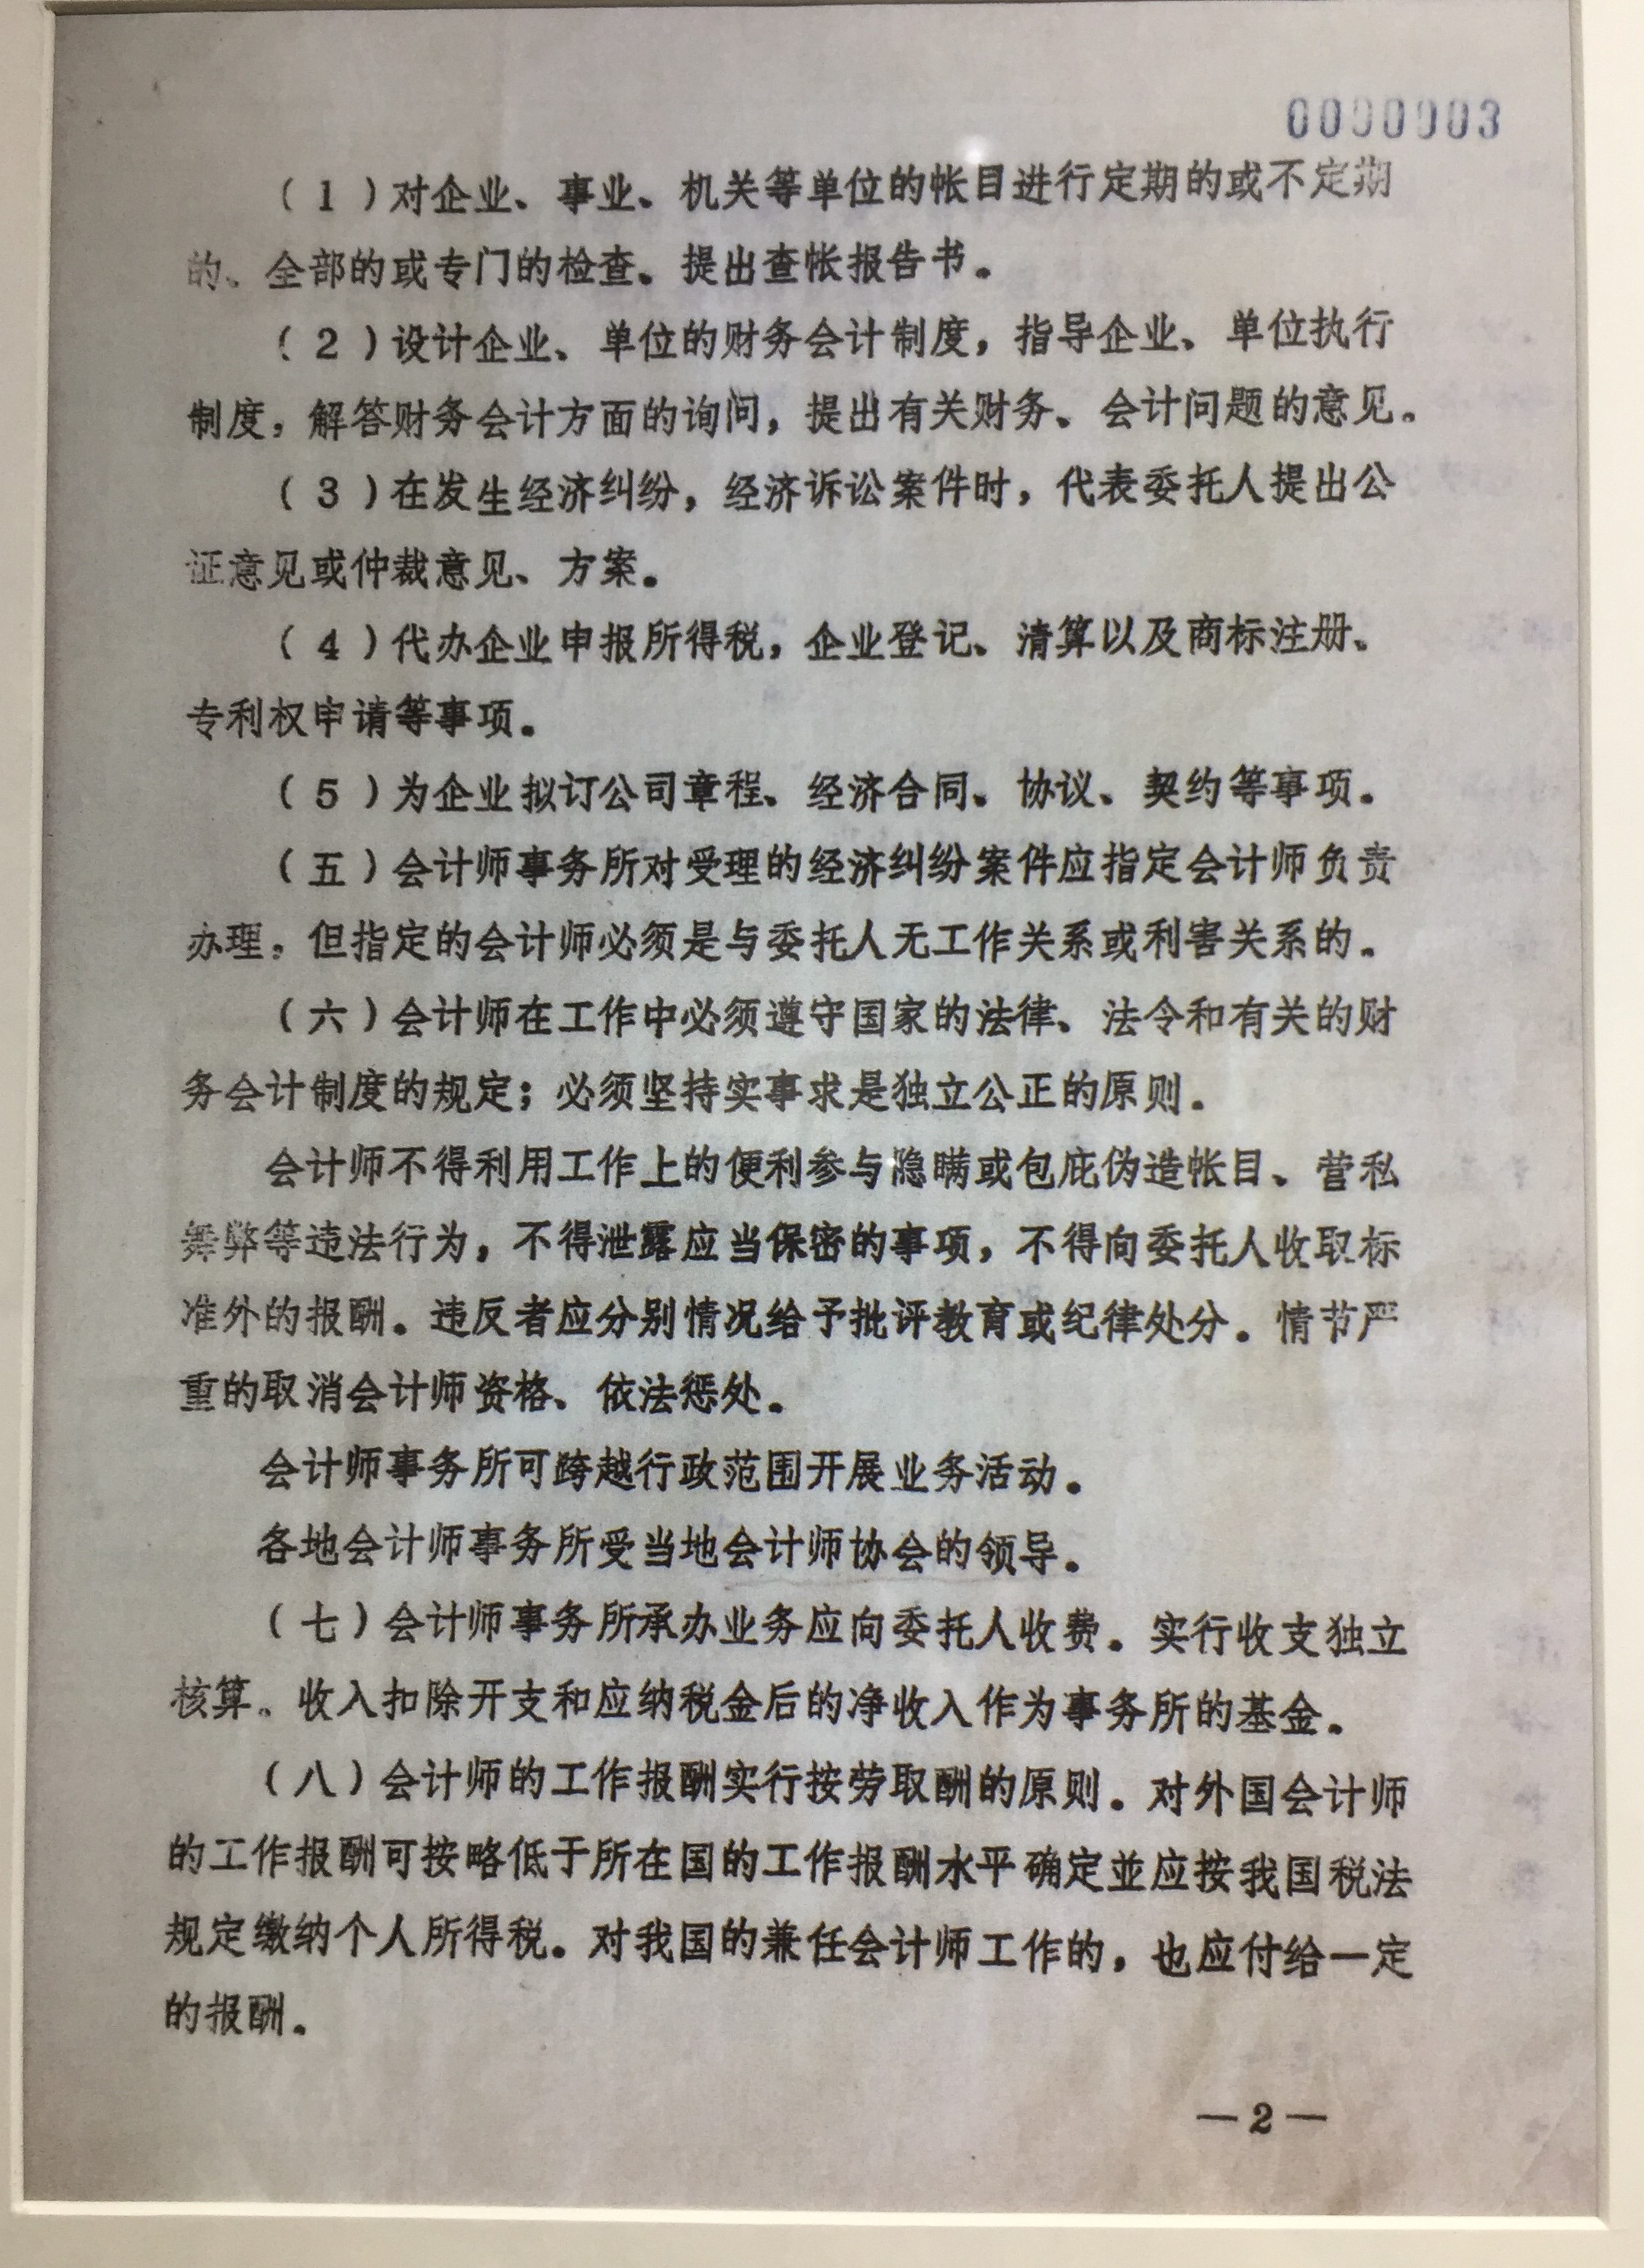 0000003
（1）对企业、事业、机关等单位的帐目进行定期的或不定期
的、全部的或专门的检查。提出查帐报告书。
（2）设计企业、单位的财务会计制度，指导企业、单位执行
制度，解答财务会计方面的询问，提出有关财务、会计问题的意见。
（3）在发生经济纠纷，经济诉讼案件时，代表委托人提出公
证意见或仲裁意见、方案。
（4）代办企业申报所得税，企业登记、清算以及商标注册、
专利权申请等事项。
（5）为企业拟订公司章程、经济合同、协议、契约等事项。
（五）会计师事务所对受理的经济纠纷案件应指定会计师负责
办理。但指定的会计师必须是与委托人无工作关系或利害关系的。
（六）会计师在工作中必须遵守国家的法律、法令和有关的财
务会计制度的规定；必须坚持实事求是独立公正的原则。
会计师不得利用工作上的便利参与隐瞒或包庇伪造帐目、营私
舞弊等违法行为，不得泄露应当保密的事项，不得向委托人收取标
准外的报酬。违反者应分别情况给予批评教育或纪律处分。情节严
重的取消会计师资格、依法惩处。
会计师事务所可跨越行政范围开展业务活动。
各地会计师事务所受当地会计师协会的领导。
（七）会计师事务所承办业务应向委托人收费。实行收支独立
核算。收入扣除开支和应纳税金后的净收入作为事务所的基金。
（八）会计师的工作报酬实行按劳取酬的原则。对外国会计师
的工作报酬可按略低于所在国的工作报酬水平确定並应按我国税法
规定缴纳个人所得税。对我国的兼任会计师工作的，也应付给一定
的报酬。
—2—